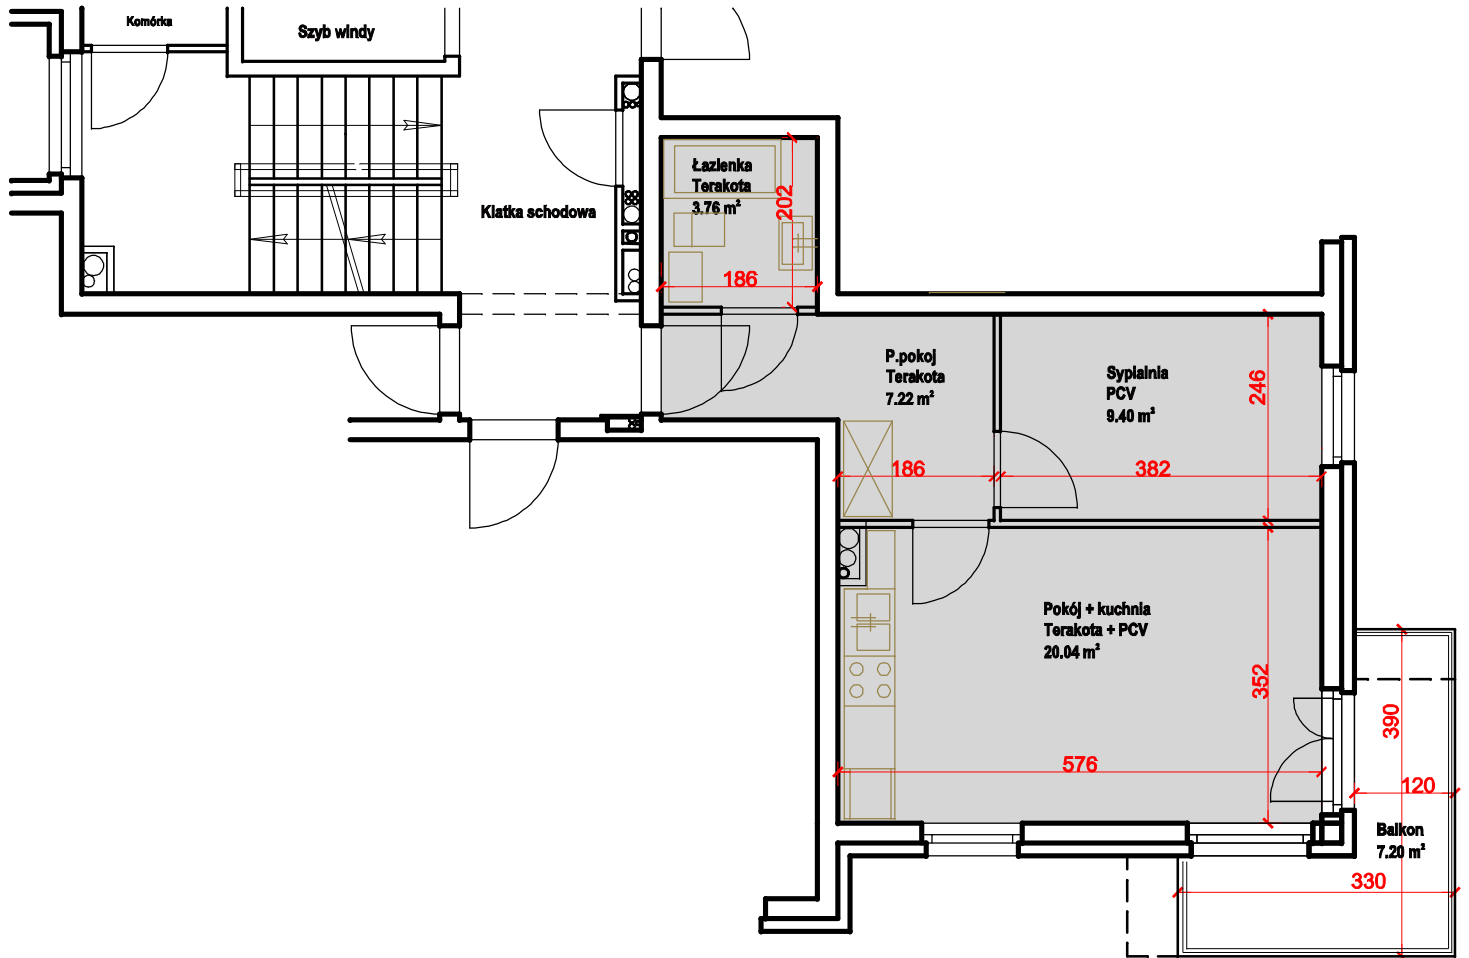 Komórka
Szyb windy
Klatka schodowa
Łazienka
Terakota
3.76 m²
202
186
P.pokoj
Terakota
7.22 m²
186
Sypialnia
PCV
9.40 m²
246
382
Pokój + kuchnia
Terakota + PCV
20.04 m²
352
576
390
120
Balkon
7.20 m²
330